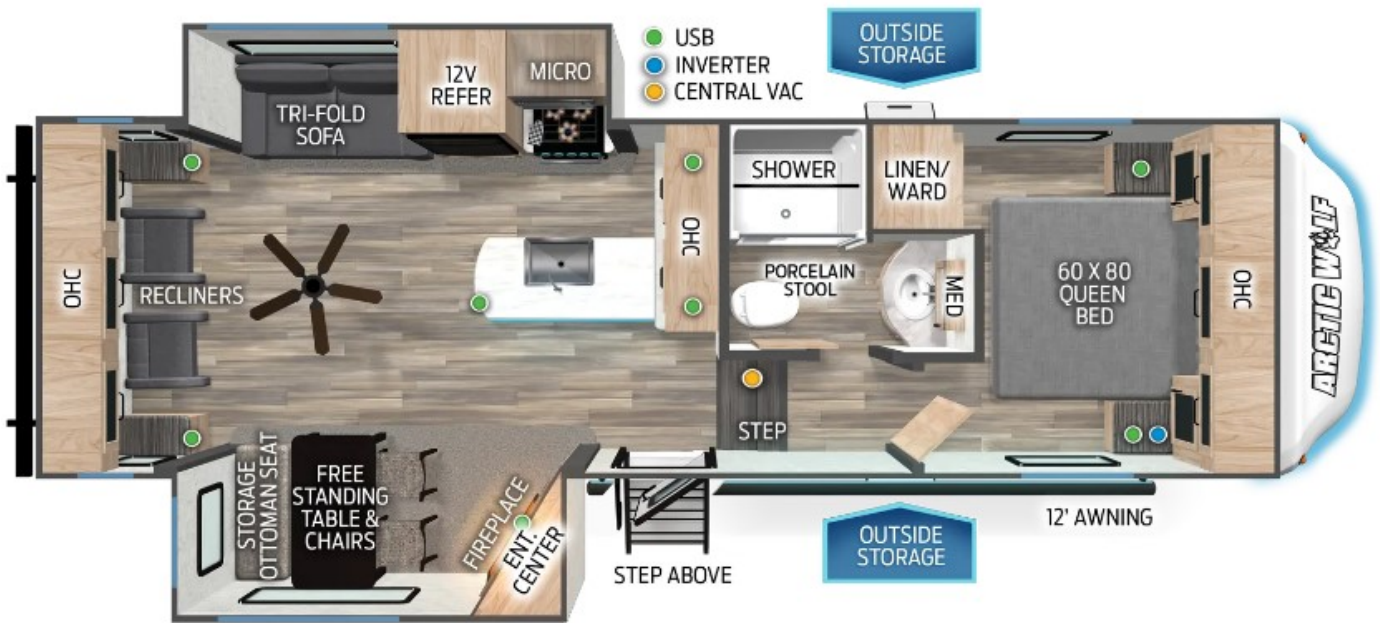 OUTSIDE
STORAGE
USB
INVERTER
CENTRAL VAC
12V
REFER
MICRO
TRI-FOLD
SOFA
SHOWER
LINEN/
WARD
OHC
RECLINERS
OHC
PORCELAIN
STOOL
MED
60 X 80
QUEEN
BED
OHC
ARCTIC WOLF
STEP
STORAGE
OTTOMAN SEAT
FREE
STANDING
TABLE &
CHAIRS
FIREPLACE
ENT.
CENTER
STEP ABOVE
OUTSIDE
STORAGE
12' AWNING